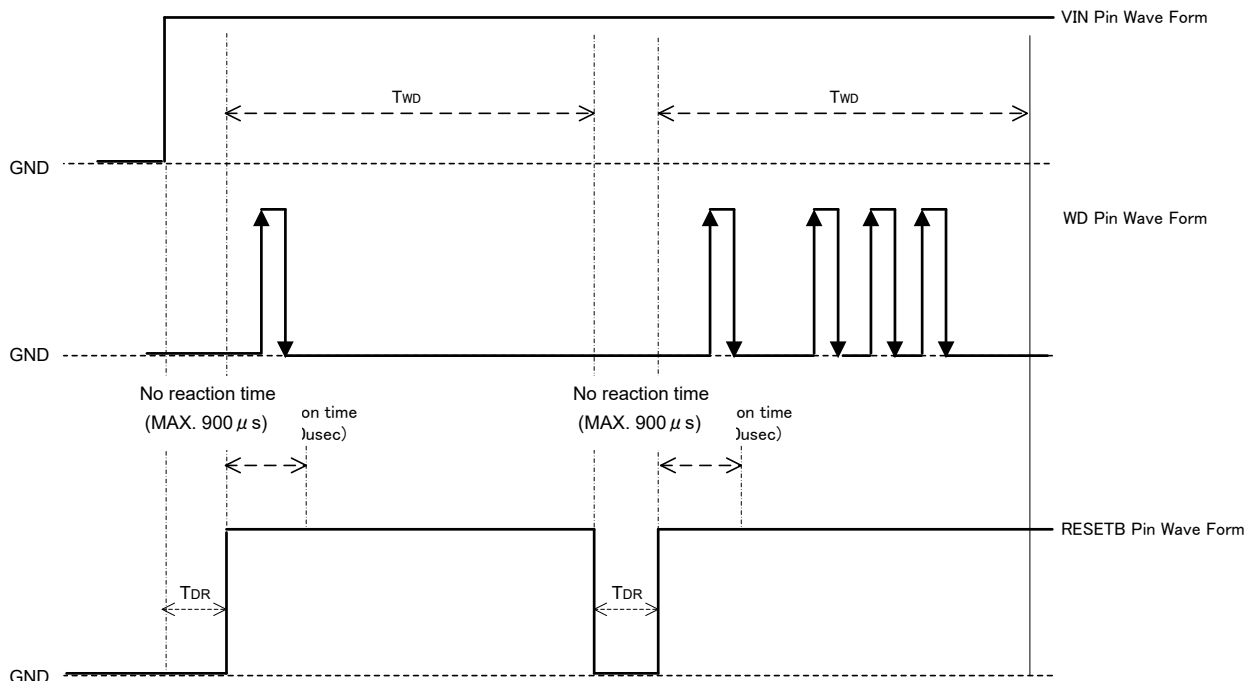 VIN Pin Wave Form
TWD
TWD
GND
WD Pin Wave Form
GND
No reaction time
(MAX. 900 μ s)
on time
No reaction time
(MAX. 900 μ s)
on time
RESETB Pin Wave Form
TDR
TDR
GND